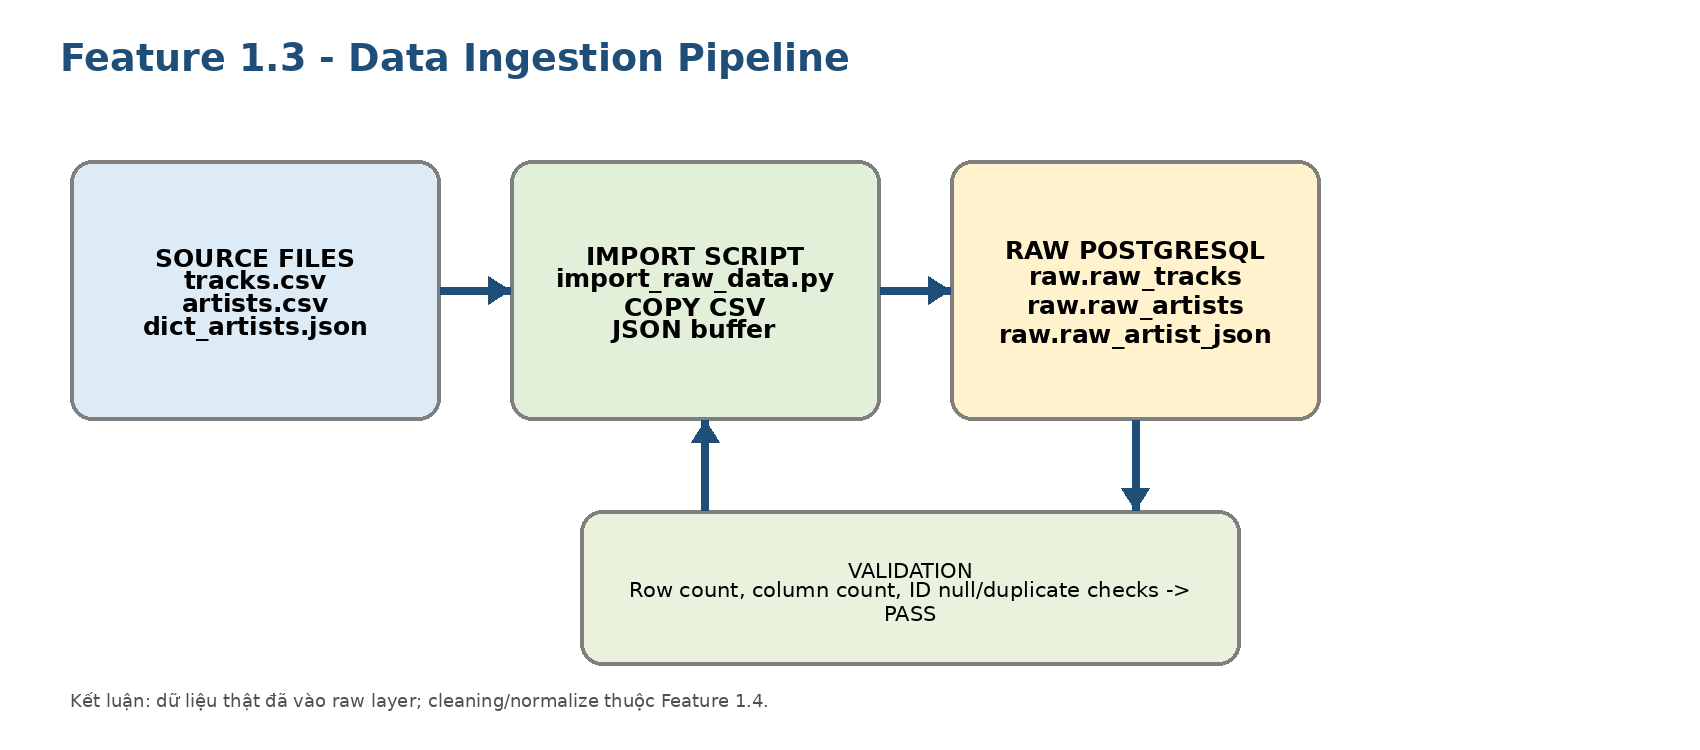 Feature 1.3 - Data Ingestion Pipeline
SOURCE FILES
tracks.csv
artists.csv
dict_artists.json
IMPORT SCRIPT
import_raw_data.py
COPY CSV
JSON buffer
RAW POSTGRESQL
raw.raw_tracks
raw.raw_artists
raw.raw_artist_json
VALIDATION
Row count, column count, ID null/duplicate checks ->
PASS
Kết luận: dữ liệu thật đã vào raw layer; cleaning/normalize thuộc Feature 1.4.